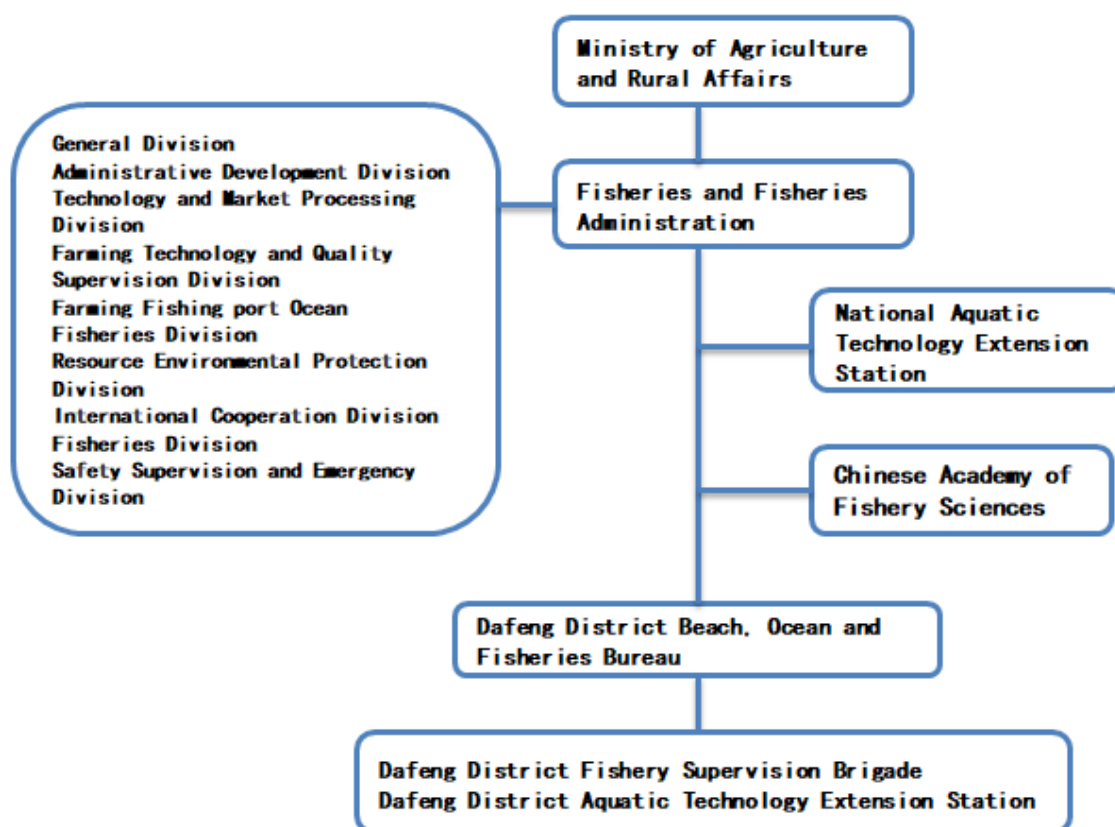 Ministry of Agriculture
and Rural Affairs
General Division
Administrative Development Division
Technology and Market Processing
Division
Farming Technology and Quality
Supervision Division
Farming Fishing port Ocean
Fisheries Division
Resource Environmental Protection
Division
International Cooperation Division
Fisheries Division
Safety Supervision and Emergency
Division
Fisheries and Fisheries
Administration
National Aquatic
Technology Extension
Station
Chinese Academy of
Fishery Sciences
Dafeng District Beach, Ocean and
Fisheries Bureau
Dafeng District Fishery Supervision Brigade
Dafeng District Aquatic Technology Extension Station